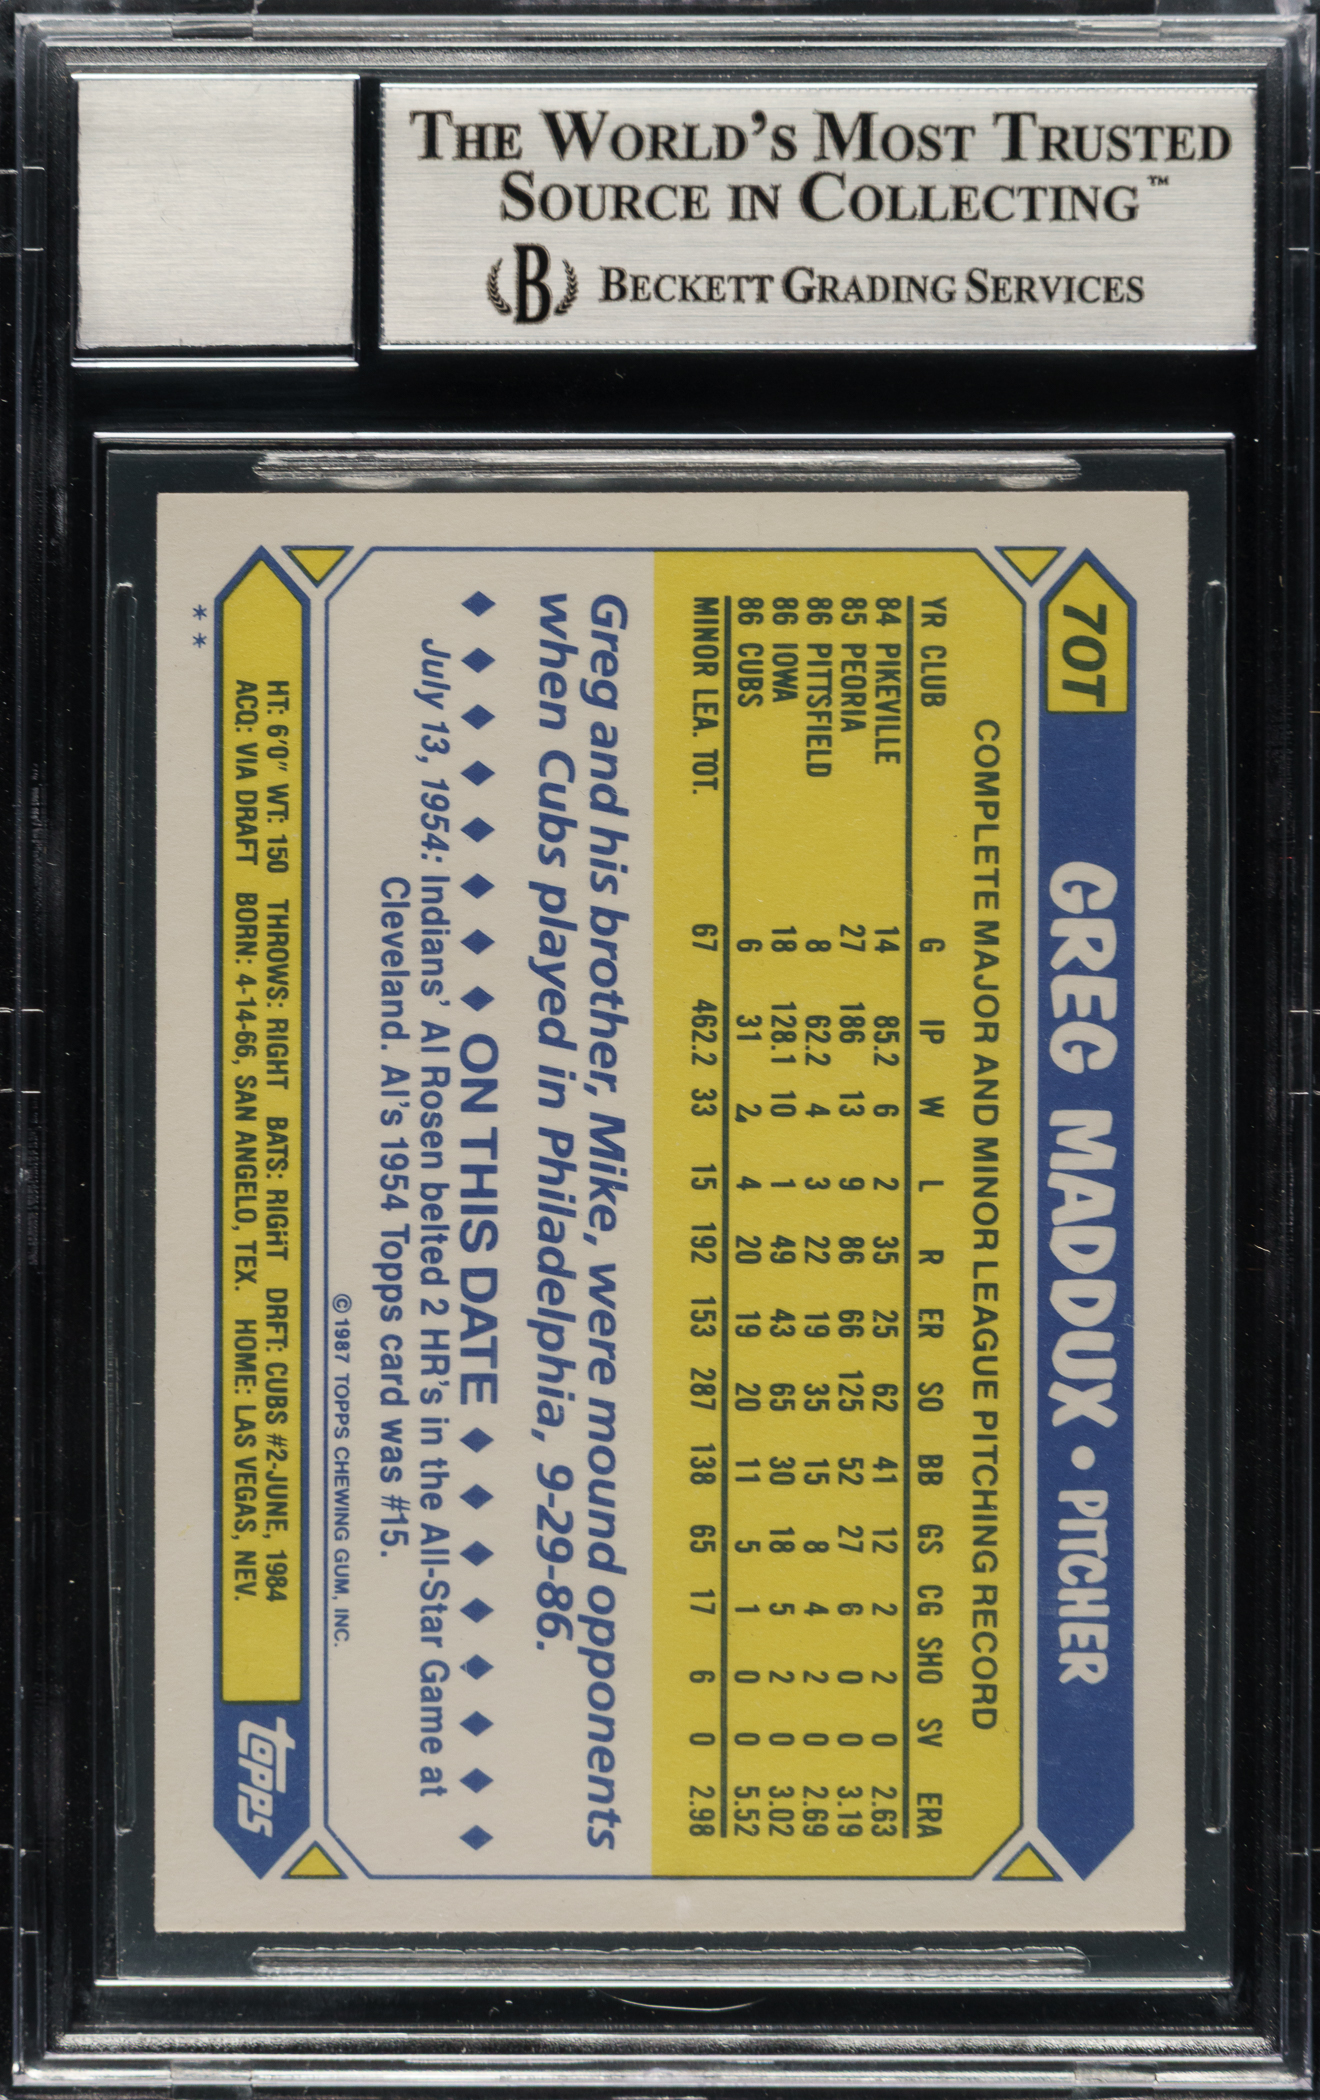 THE WORLD'S MOST TRUSTED
SOURCE IN COLLECTING™
B BECKETT GRADING SERVICES
70T GREG MADDUX • PITCHER
COMPLETE MAJOR AND MINOR LEAGUE PITCHING RECORD
YR CLUB G IP W L R ER SO BB GS CG SHO SV ERA
84 PIKEVILLE 14 85.2 6 2 35 25 62 41 12 2 2 0 2.63
85 PEORIA 27 186 13 9 86 66 125 52 27 6 0 0 3.19
86 PITTSFIELD 8 62.2 4 3 22 19 35 15 8 4 2 0 2.69
86 IOWA 18 128.1 10 1 49 43 65 30 18 5 2 0 3.02
86 CUBS 6 31 2 4 20 19 20 11 5 1 0 0 5.52
MINOR LEA. TOT. 67 462.2 33 15 192 153 287 138 65 17 6 0 2.98
Greg and his brother, Mike, were mound opponents
when Cubs played in Philadelphia, 9-29-86.
ON THIS DATE
July 13, 1954: Indians' Al Rosen belted 2 HR's in the All-Star Game at
Cleveland. Al's 1954 Topps card was #15.
©1987 TOPPS CHEWING GUM, INC.
HT: 6'0" WT: 150 THROWS: RIGHT BATS: RIGHT DRFT: CUBS #2-JUNE, 1984
ACQ: VIA DRAFT BORN: 4-14-66, SAN ANGELO, TEX. HOME: LAS VEGAS, NEV.
topps
**